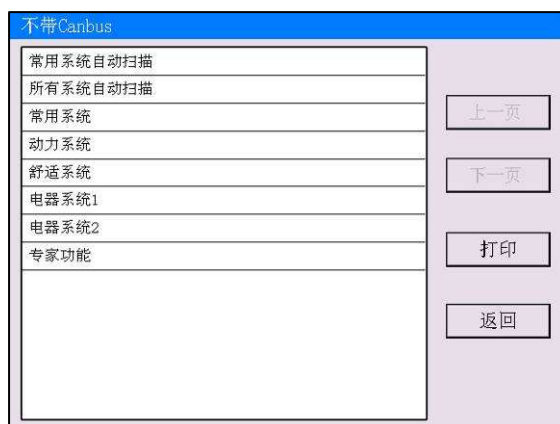 不带Canbus
常用系统自动扫描
所有系统自动扫描
常用系统
动力系统
舒适系统
电器系统1
电器系统2
专家功能
上一页
下一页
打印
返回